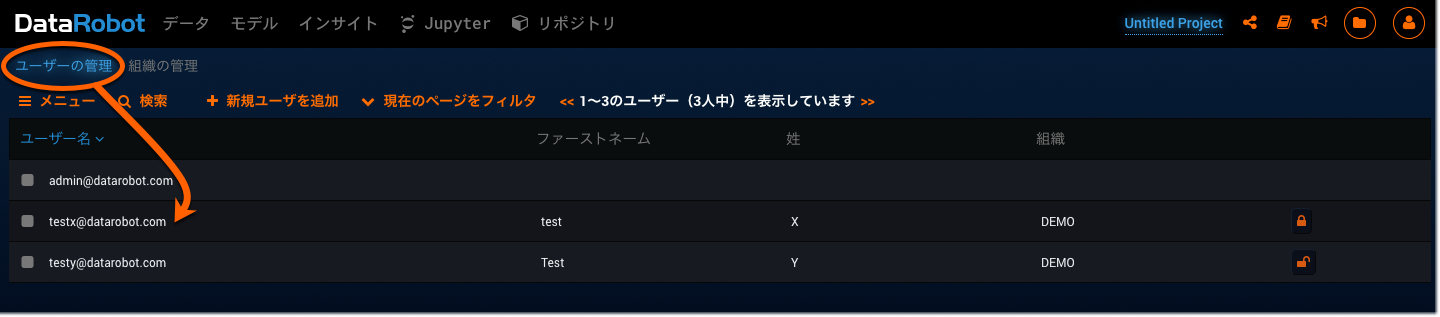 DataRobot データ モデル インサイト Jupyter リポジトリ Untitled Project
ユーザーの管理 組織の管理
メニュー 検索 新規ユーザを追加 現在のページをフィルタ << 1〜3のユーザー（3人中）を表示しています >>
ユーザー名 ファーストネーム 姓 組織
admin@datarobot.com
testx@datarobot.com test X DEMO
testy@datarobot.com Test Y DEMO